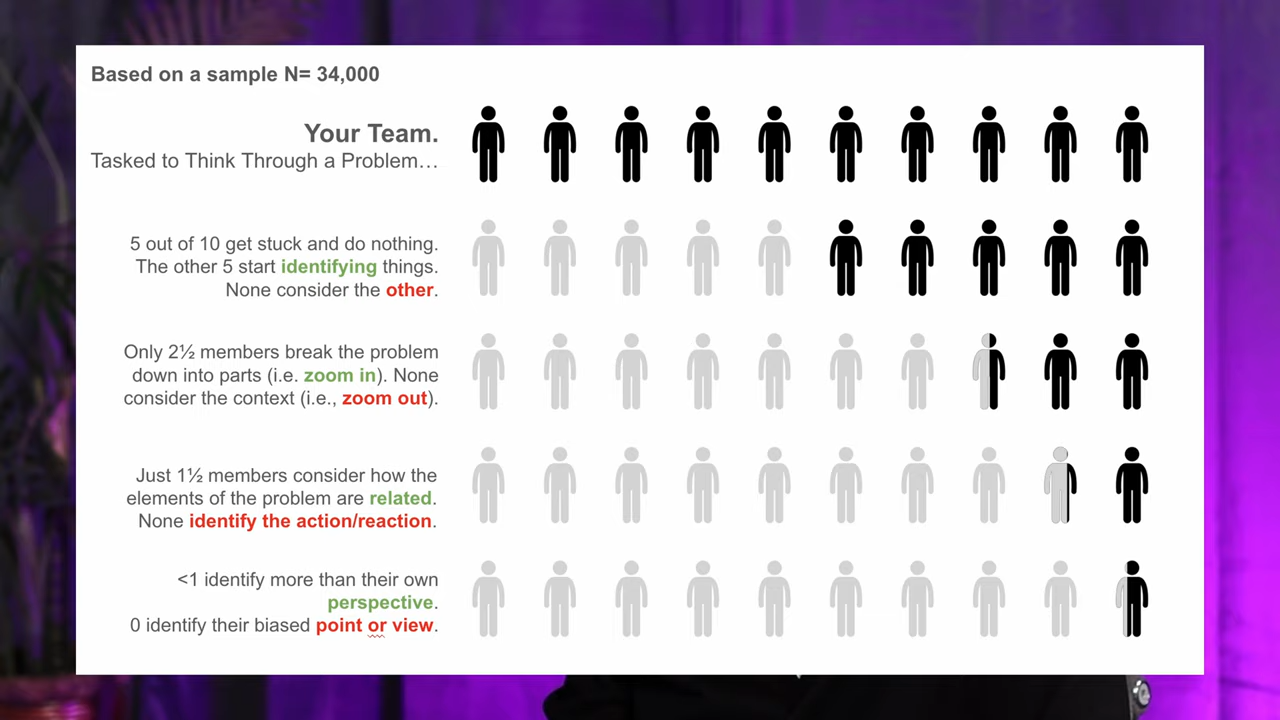 Based on a sample N= 34,000
Your Team.
Tasked to Think Through a Problem…
5 out of 10 get stuck and do nothing.
The other 5 start identifying things.
None consider the other.
Only 2½ members break the problem
down into parts (i.e. zoom in). None
consider the context (i.e., zoom out).
Just 1½ members consider how the
elements of the problem are related.
None identify the action/reaction.
<1 identify more than their own
perspective.
0 identify their biased point or view.